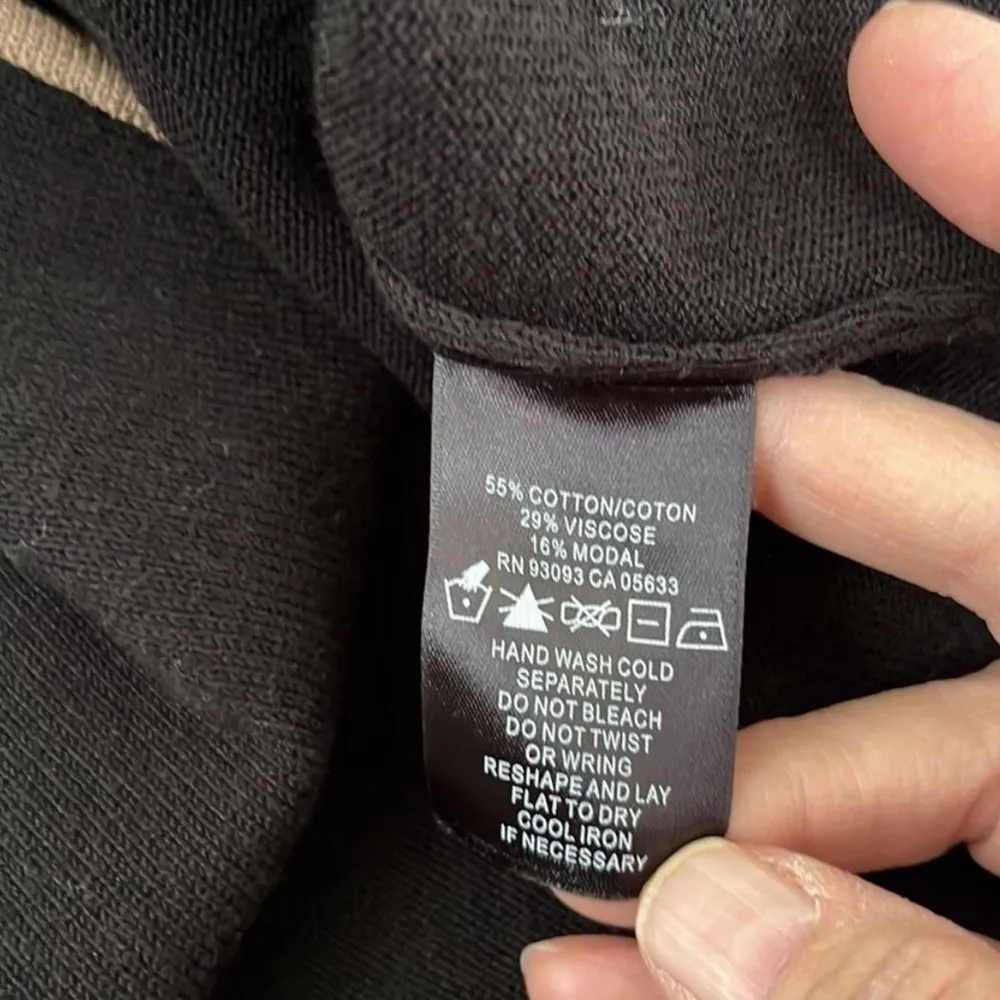 55% COTTON/COTON
29% VISCOSE
16% MODAL
RN 93093 CA 05633
HAND WASH COLD
SEPARATELY
DO NOT BLEACH
DO NOT TWIST
OR WRING
RESHAPE AND LAY
FLAT TO DRY
COOL IRON
IF NECESSARY